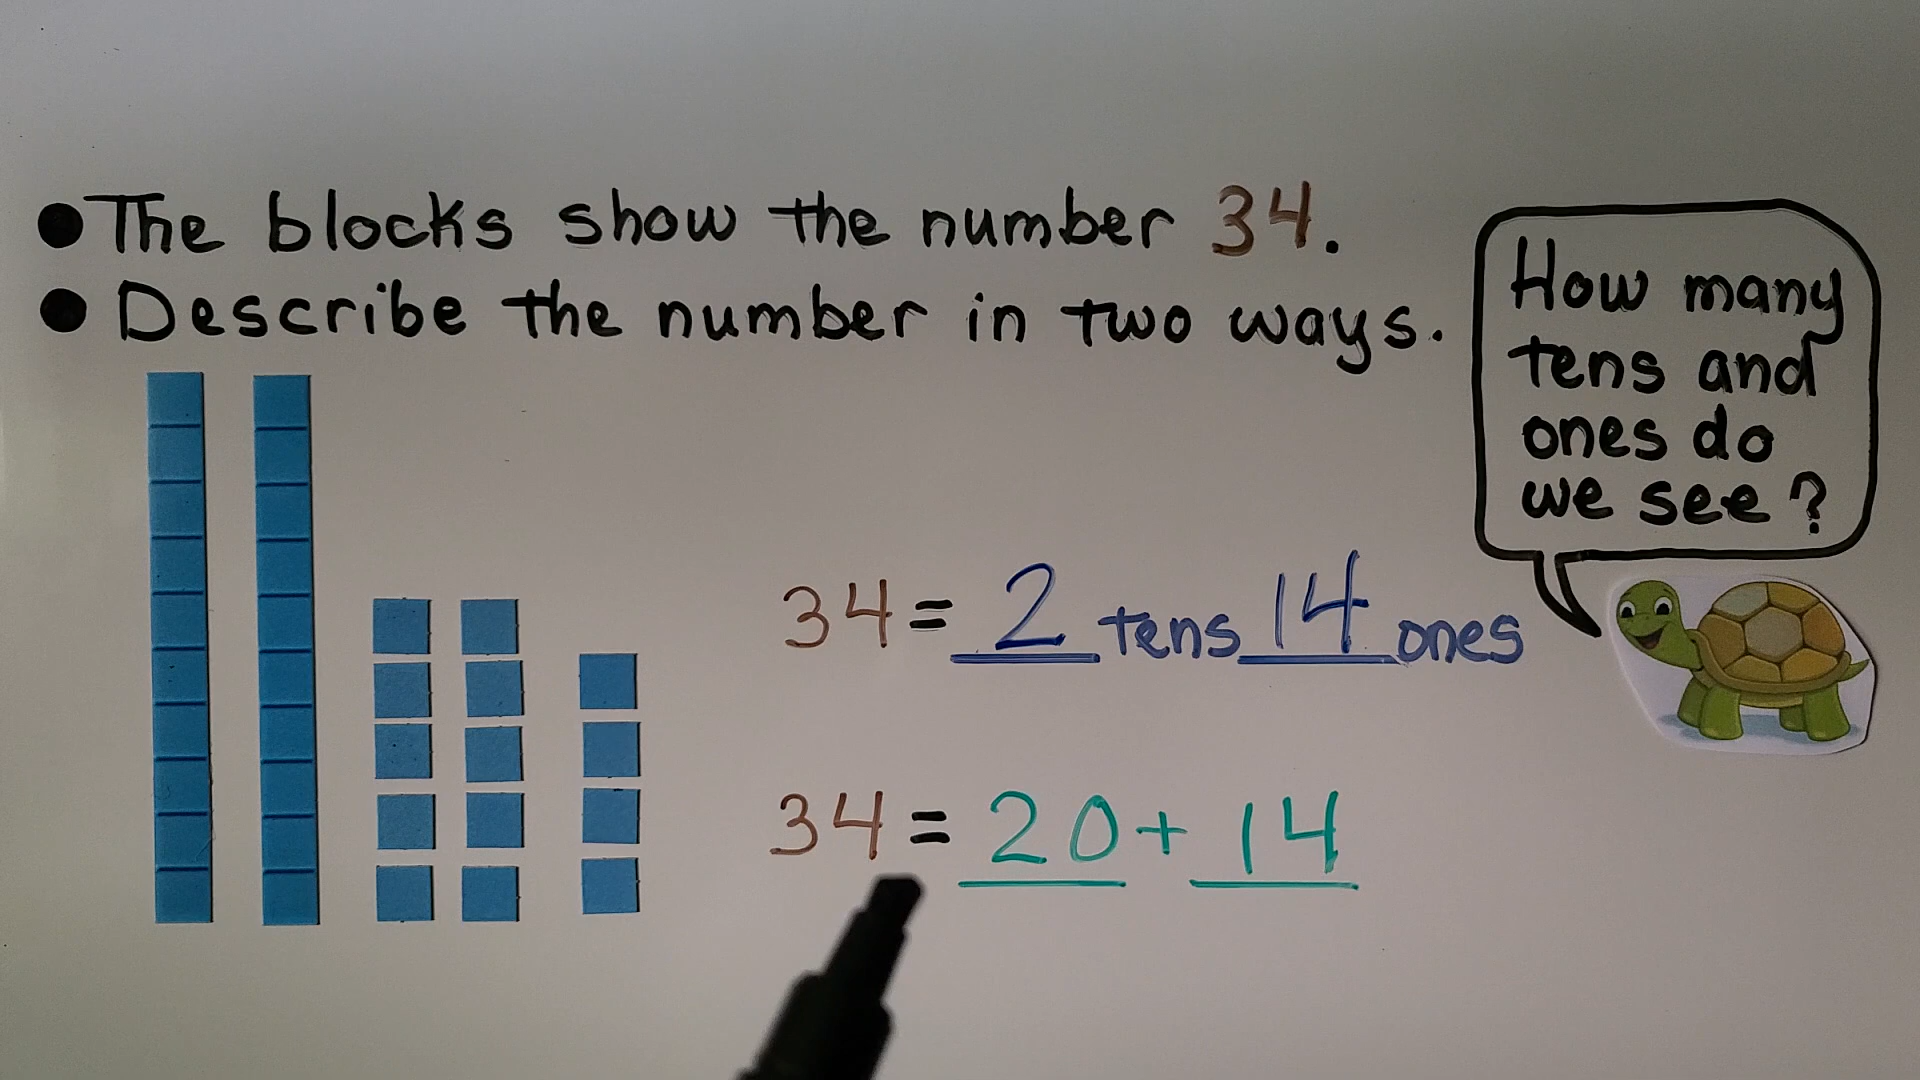 ● The blocks show the number 34.
● Describe the number in two ways.
How many
tens and
ones do
we see?
34 = 2 tens 14 ones
34 = 20 + 14